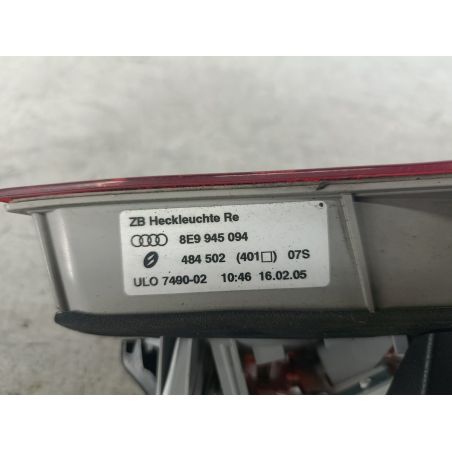 ZB Heckleuchte Re
8E9 945 094
484 502 (401□) 07S
ULO 7490-02 10:46 16.02.05